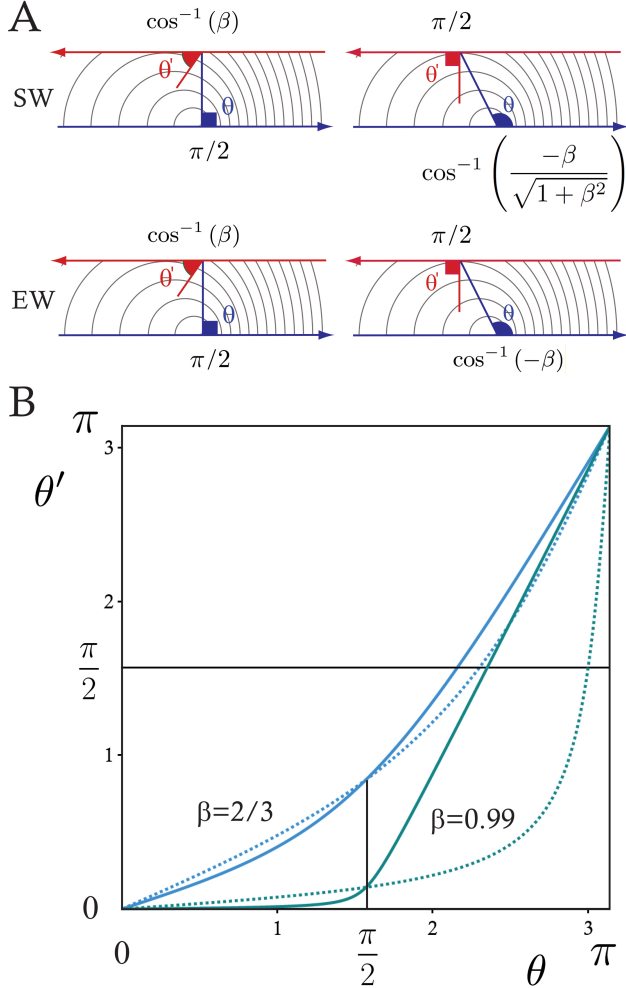 A
cos⁻¹ (β) π/2
SW θ' θ θ' θ
π/2 cos⁻¹ ( −β / √(1 + β²) )
cos⁻¹ (β) π/2
EW θ' θ θ' θ
π/2 cos⁻¹ (−β)
B
π
3
θ′
2
π/2
1
β=2/3 β=0.99
0
0 1 π/2 2 θ 3 π